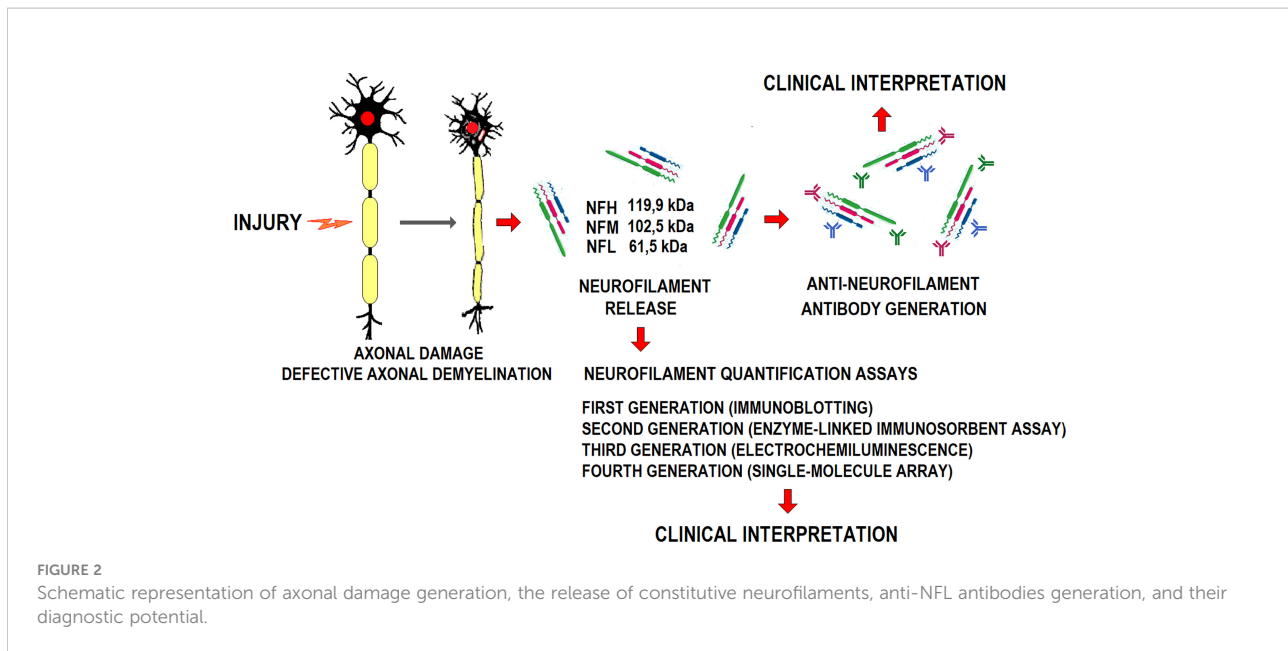 CLINICAL INTERPRETATION
INJURY
NFH 119,9 kDa
NFM 102,5 kDa
NFL 61,5 kDa
NEUROFILAMENT
RELEASE
ANTI-NEUROFILAMENT
ANTIBODY GENERATION
AXONAL DAMAGE
DEFECTIVE AXONAL DEMYELINATION
NEUROFILAMENT QUANTIFICATION ASSAYS
FIRST GENERATION (IMMUNOBLOTTING)
SECOND GENERATION (ENZYME-LINKED IMMUNOSORBENT ASSAY)
THIRD GENERATION (ELECTROCHEMILUMINESCENCE)
FOURTH GENERATION (SINGLE-MOLECULE ARRAY)
CLINICAL INTERPRETATION
FIGURE 2
Schematic representation of axonal damage generation, the release of constitutive neurofilaments, anti-NFL antibodies generation, and their
diagnostic potential.